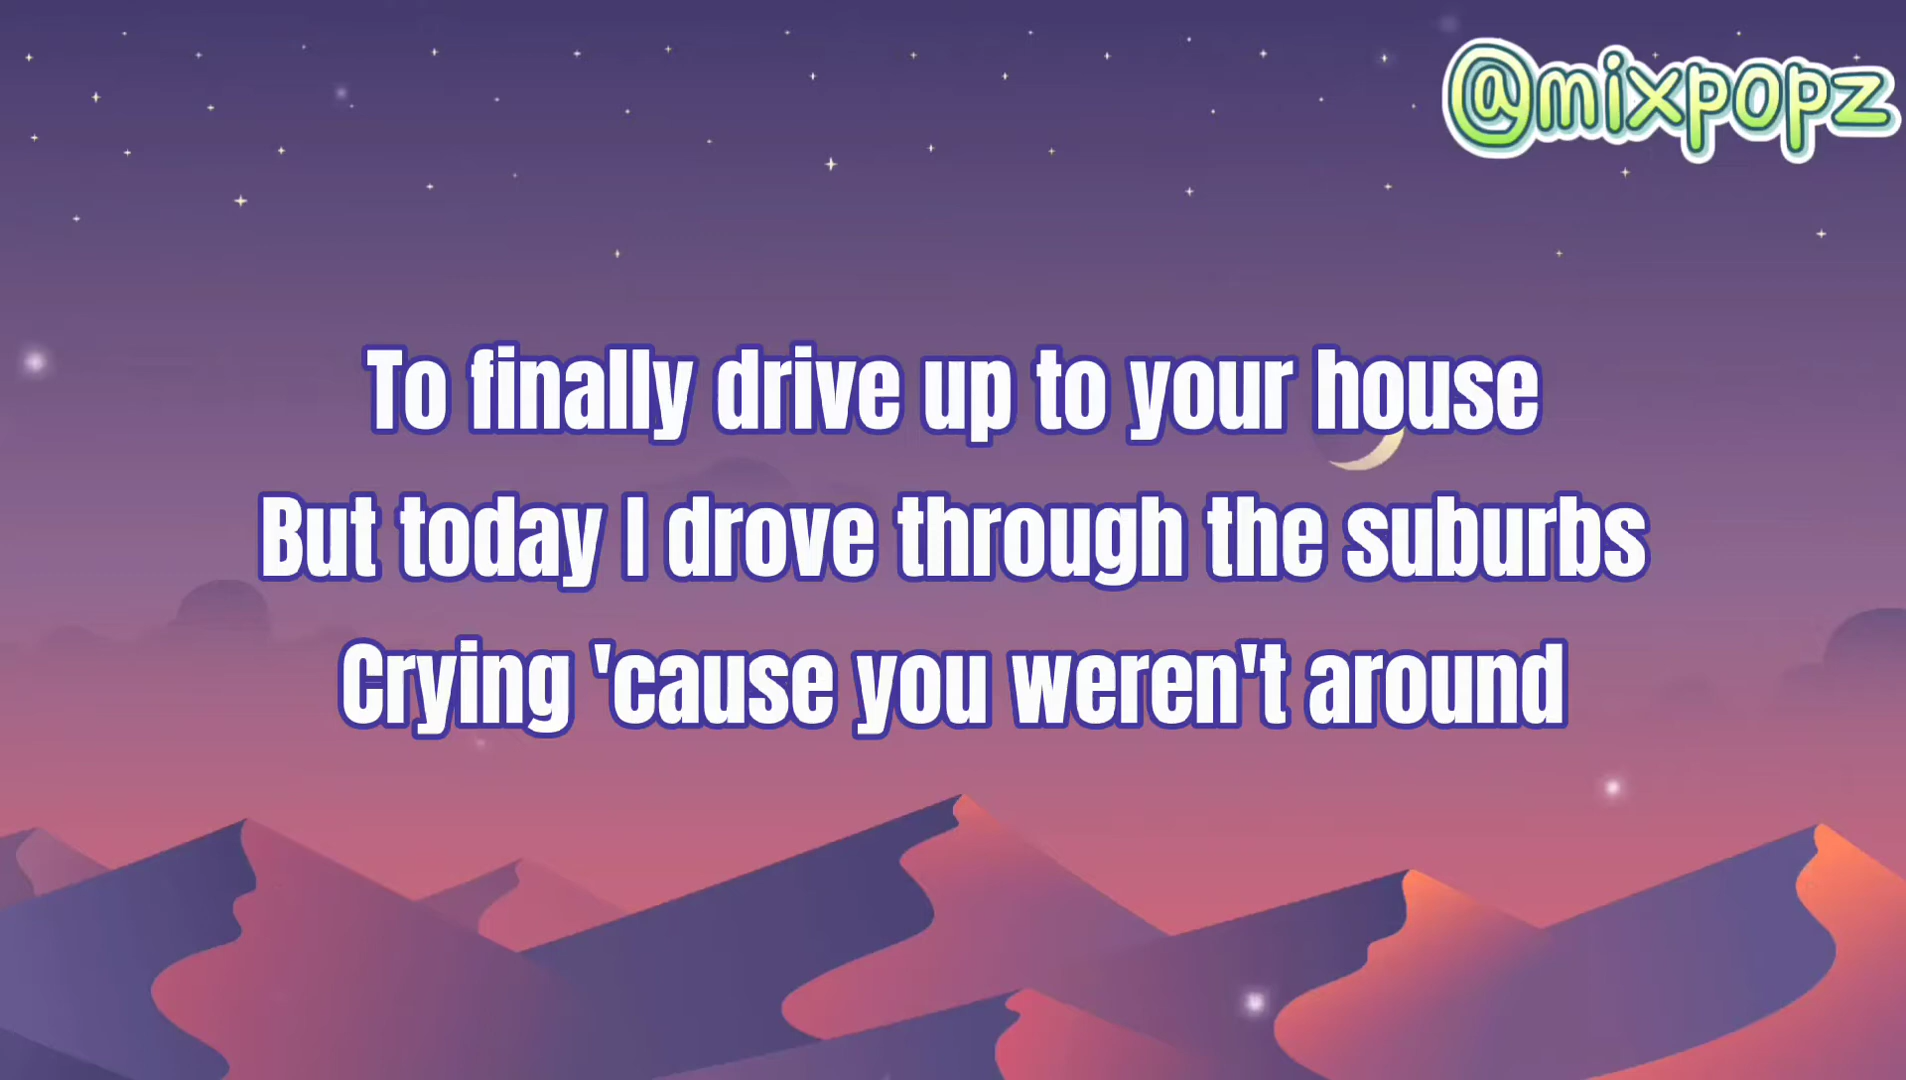 @mixpopz
To finally drive up to your house
But today I drove through the suburbs
Crying 'cause you weren't around